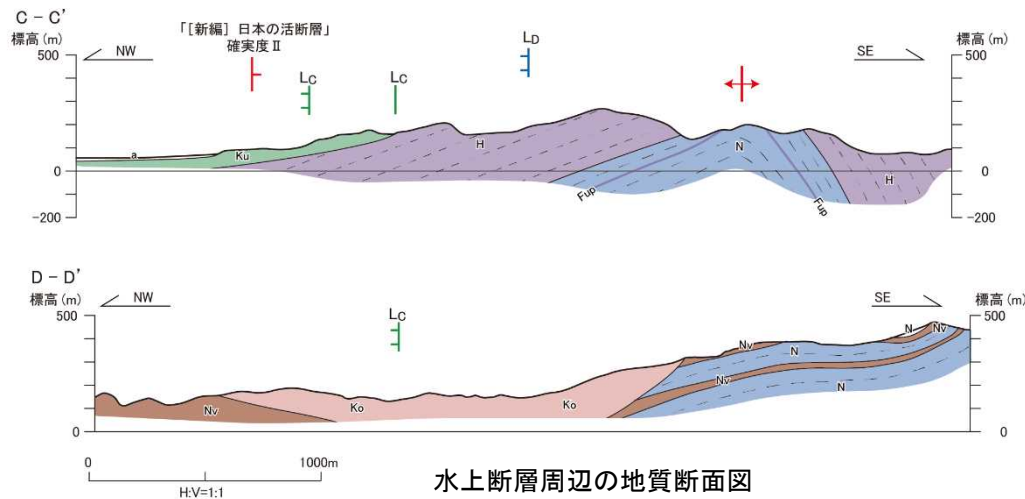 C－C’
標高(m)
500
0
-200
NW
「[新編] 日本の活断層」
確実度Ⅱ
LC
LC
LD
SE
標高(m)
500
0
-200
a
Ku
H
Fup
N
Fup
H
D－D’
標高(m)
500
0
NW
LC
SE
500
0
標高(m)
Nv
Ko
Ko
Nv
Nv
N
N
N
Nv
0
1000m
H:V=1:1
水上断層周辺の地質断面図